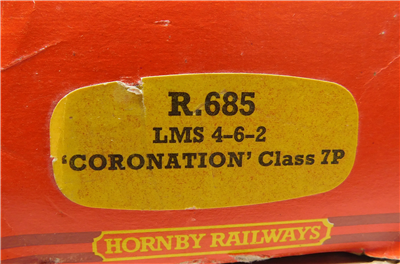 R.685
LMS 4-6-2
'CORONATION' Class 7P
HORNBY RAILWAYS